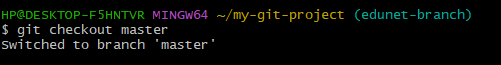 HP@DESKTOP-F5HNTVR MINGW64 ~/my-git-project (edunet-branch)
$ git checkout master
Switched to branch 'master'